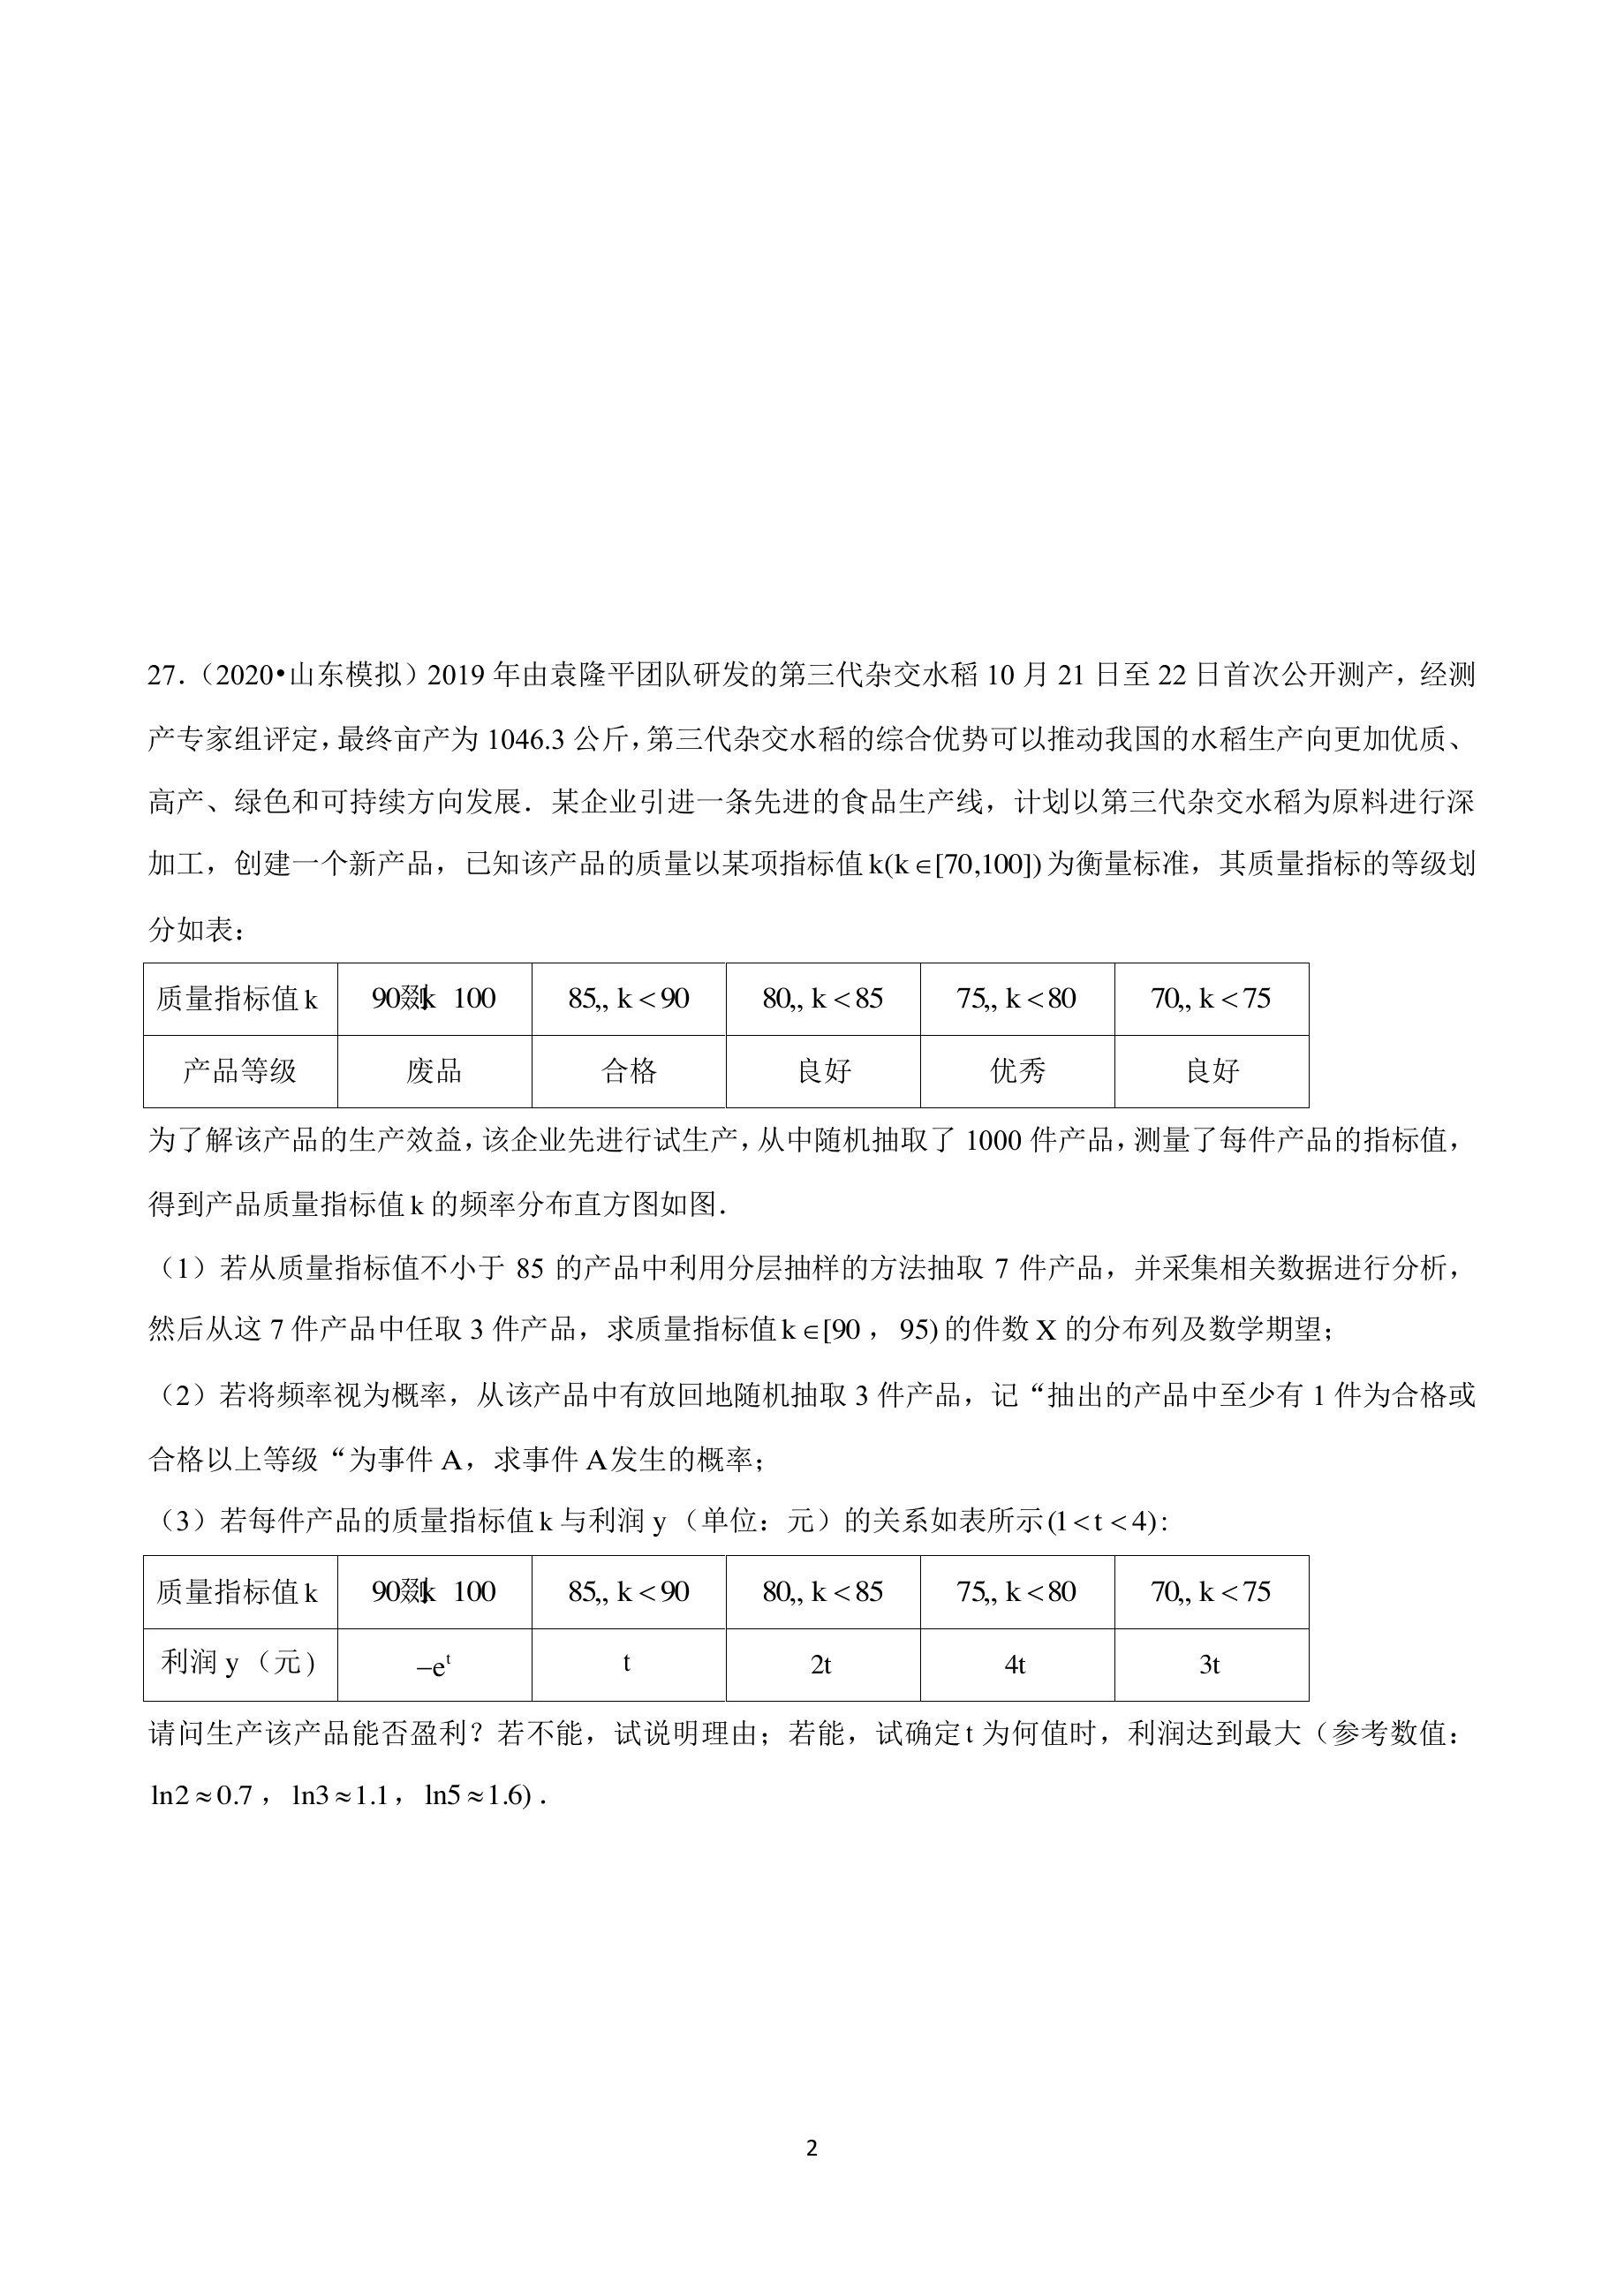 27.（2020•山东模拟）2019 年由袁隆平团队研发的第三代杂交水稻 10 月 21 日至 22 日首次公开测产，经测
产专家组评定，最终亩产为 1046.3 公斤，第三代杂交水稻的综合优势可以推动我国的水稻生产向更加优质、
高产、绿色和可持续方向发展．某企业引进一条先进的食品生产线，计划以第三代杂交水稻为原料进行深
加工，创建一个新产品，已知该产品的质量以某项指标值 k(k∈[70,100]) 为衡量标准，其质量指标的等级划
分如表：
质量指标值 k 90 k 100 85,, k<90 80,, k<85 75,, k<80 70,, k<75
产品等级 废品 合格 良好 优秀 良好
为了解该产品的生产效益，该企业先进行试生产，从中随机抽取了 1000 件产品，测量了每件产品的指标值，
得到产品质量指标值 k 的频率分布直方图如图．
（1）若从质量指标值不小于 85 的产品中利用分层抽样的方法抽取 7 件产品，并采集相关数据进行分析，
然后从这 7 件产品中任取 3 件产品，求质量指标值 k∈[90， 95) 的件数 X 的分布列及数学期望；
（2）若将频率视为概率，从该产品中有放回地随机抽取 3 件产品，记“抽出的产品中至少有 1 件为合格或
合格以上等级“为事件 A，求事件 A 发生的概率；
（3）若每件产品的质量指标值 k 与利润 y （单位：元）的关系如表所示 (1<t<4):
质量指标值 k 90 k 100 85,, k<90 80,, k<85 75,, k<80 70,, k<75
利润 y （元) –eᵗ t 2t 4t 3t
请问生产该产品能否盈利？若不能，试说明理由；若能，试确定 t 为何值时，利润达到最大（参考数值：
ln2≈0.7， ln3≈1.1， ln5≈1.6)．
2